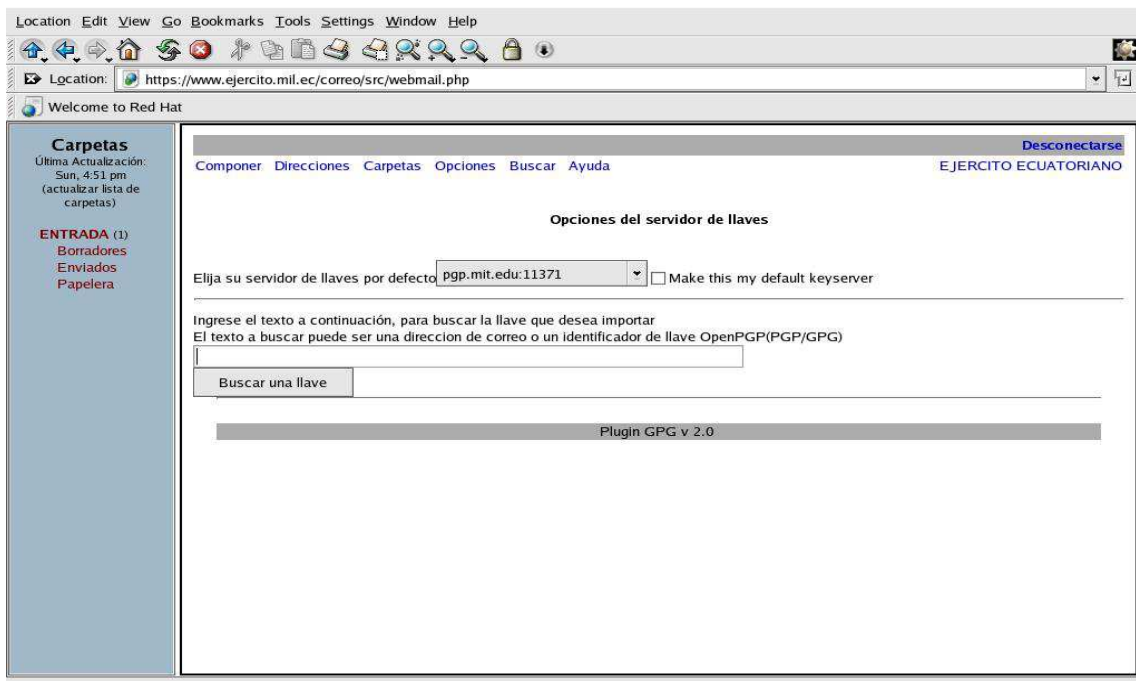 Location Edit View Go Bookmarks Tools Settings Window Help
Location: https://www.ejercito.mil.ec/correo/src/webmail.php
Welcome to Red Hat
Carpetas
Última Actualización:
Sun, 4:51 pm
(actualizar lista de
carpetas)
ENTRADA (1)
Borradores
Enviados
Papelera
Desconectarse
Componer Direcciones Carpetas Opciones Buscar Ayuda EJERCITO ECUATORIANO
Opciones del servidor de llaves
Elija su servidor de llaves por defecto pgp.mit.edu:11371 Make this my default keyserver
Ingrese el texto a continuación, para buscar la llave que desea importar
El texto a buscar puede ser una direccion de correo o un identificador de llave OpenPGP(PGP/GPG)
Buscar una llave
Plugin GPG v 2.0